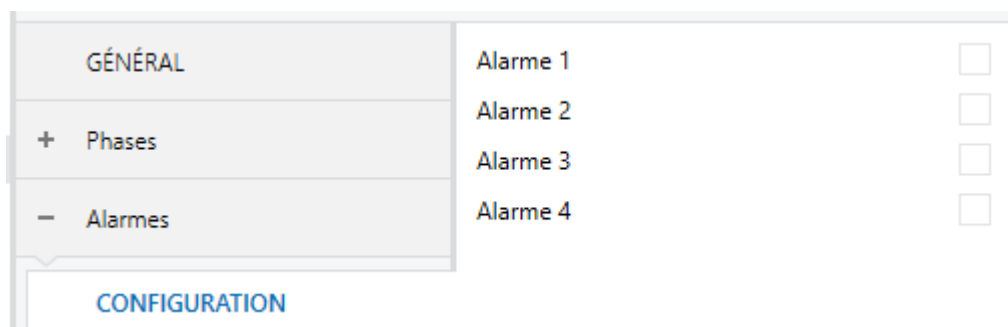 GÉNÉRAL
Phases
Alarmes
CONFIGURATION
Alarme 1
Alarme 2
Alarme 3
Alarme 4